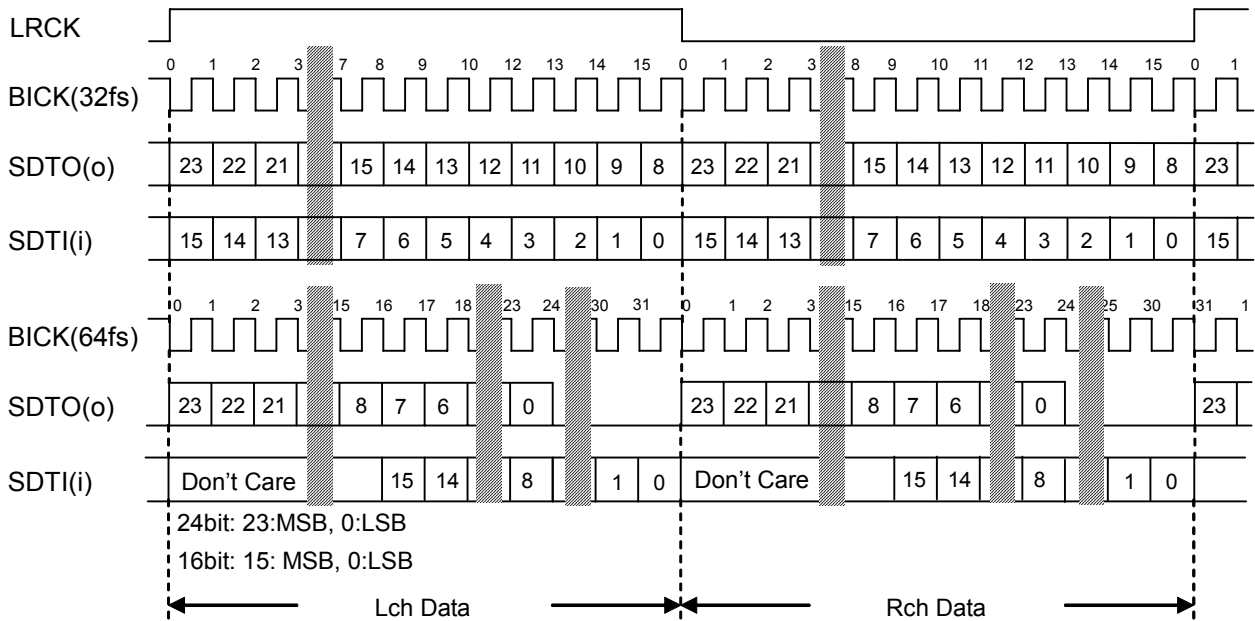 LRCK
0 1 2 3 7 8 9 10 11 12 13 14 15 0 1 2 3 8 9 10 11 12 13 14 15 0 1
BICK(32fs)
SDTO(o) 23 22 21 15 14 13 12 11 10 9 8 23 22 21 15 14 13 12 11 10 9 8 23
SDTI(i) 15 14 13 7 6 5 4 3 2 1 0 15 14 13 7 6 5 4 3 2 1 0 15
0 1 2 3 15 16 17 18 23 24 30 31 0 1 2 3 15 16 17 18 23 24 25 30 31 1
BICK(64fs)
SDTO(o) 23 22 21 8 7 6 0 23 22 21 8 7 6 0 23
SDTI(i) Don't Care 15 14 8 1 0 Don't Care 15 14 8 1 0
24bit: 23:MSB, 0:LSB
16bit: 15: MSB, 0:LSB
Lch Data Rch Data